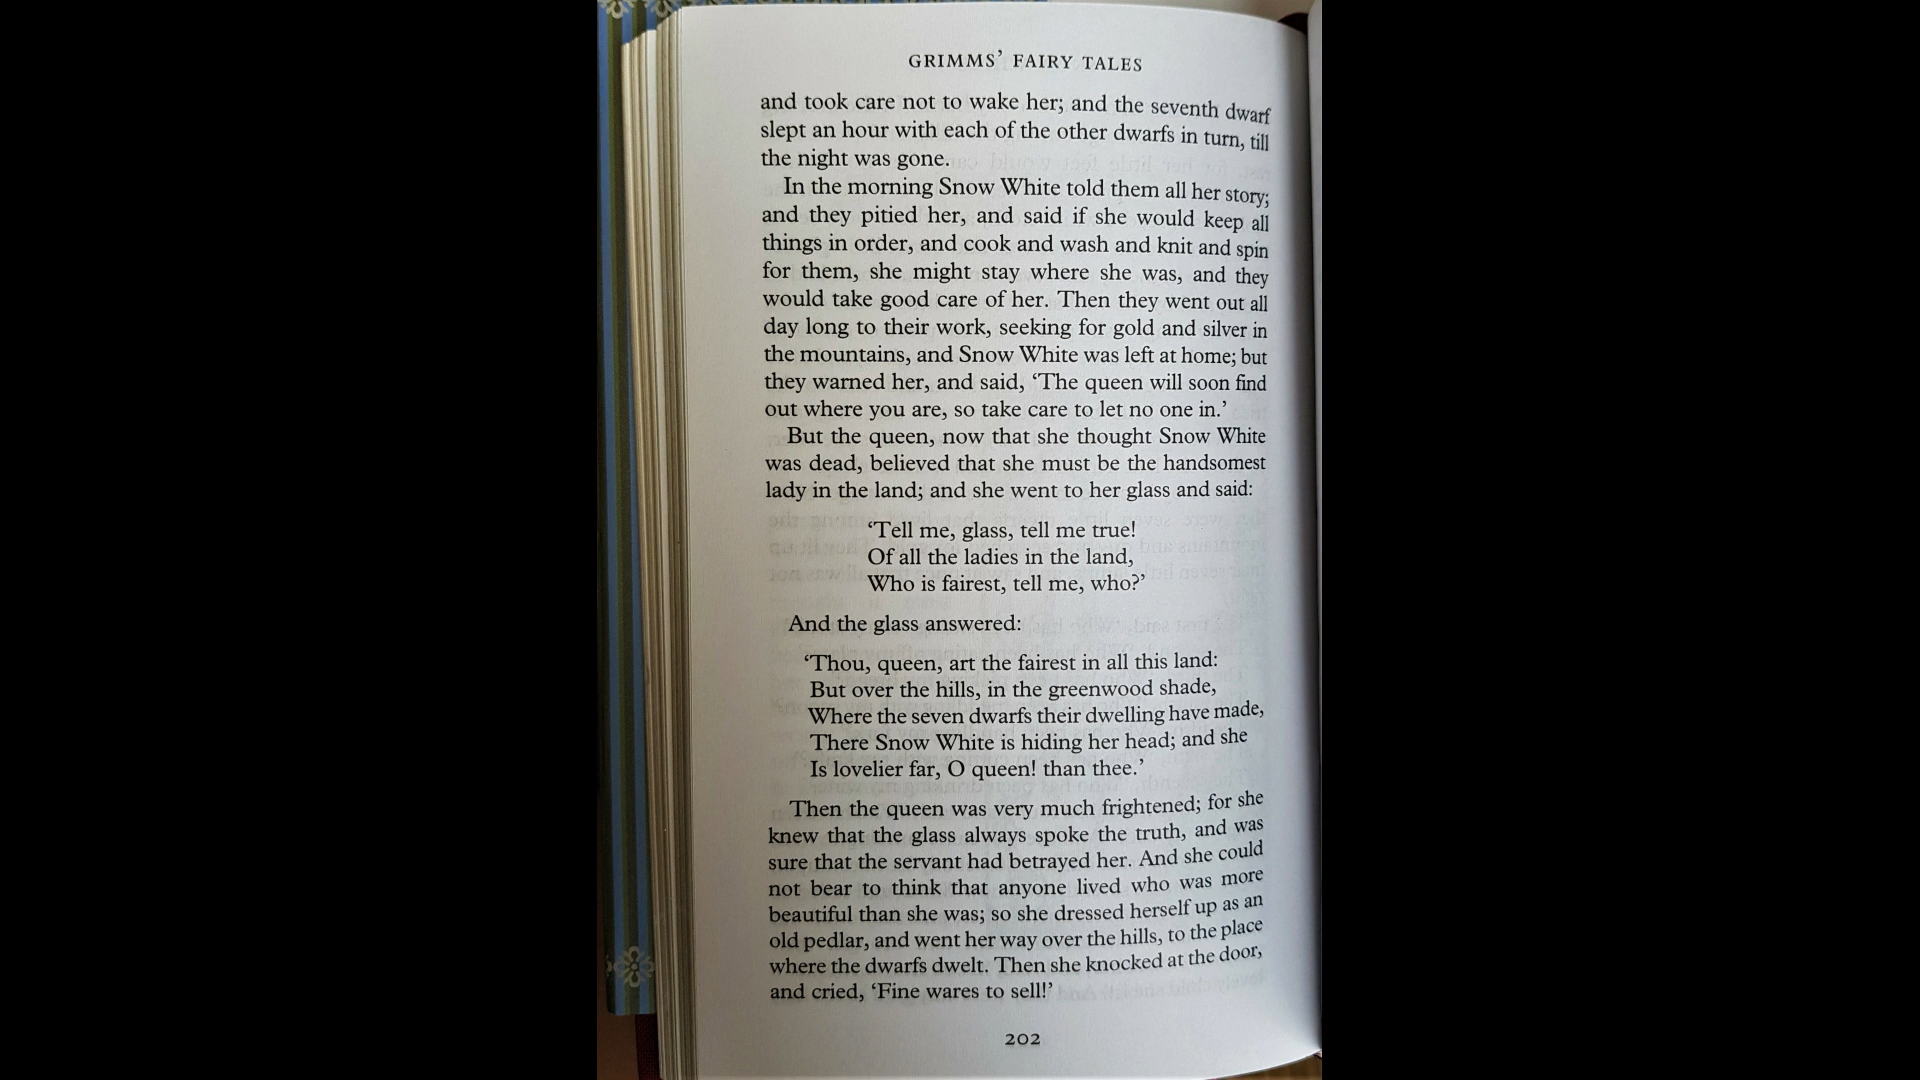 GRIMMS’ FAIRY TALES
and took care not to wake her; and the seventh dwarf
slept an hour with each of the other dwarfs in turn, till
the night was gone.
In the morning Snow White told them all her story;
and they pitied her, and said if she would keep all
things in order, and cook and wash and knit and spin
for them, she might stay where she was, and they
would take good care of her. Then they went out all
day long to their work, seeking for gold and silver in
the mountains, and Snow White was left at home; but
they warned her, and said, ‘The queen will soon find
out where you are, so take care to let no one in.’
But the queen, now that she thought Snow White
was dead, believed that she must be the handsomest
lady in the land; and she went to her glass and said:
‘Tell me, glass, tell me true!
Of all the ladies in the land,
Who is fairest, tell me, who?’
And the glass answered:
‘Thou, queen, art the fairest in all this land:
But over the hills, in the greenwood shade,
Where the seven dwarfs their dwelling have made,
There Snow White is hiding her head; and she
Is lovelier far, O queen! than thee.’
Then the queen was very much frightened; for she
knew that the glass always spoke the truth, and was
sure that the servant had betrayed her. And she could
not bear to think that anyone lived who was more
beautiful than she was; so she dressed herself up as an
old pedlar, and went her way over the hills, to the place
where the dwarfs dwelt. Then she knocked at the door,
and cried, ‘Fine wares to sell!’
202